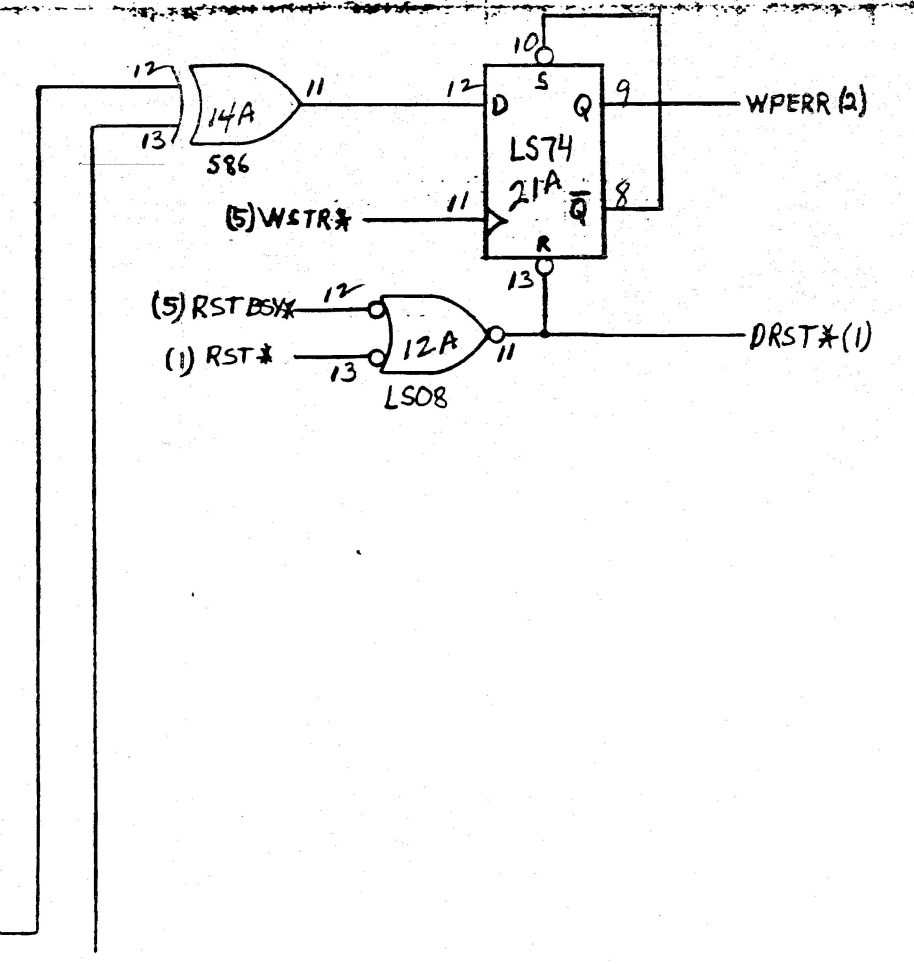 10
12 11 12 S
14A D Q 9 WPERR (2)
13
S86 LS74
21A
(5) WSTR* 11 Q̅ 8
R
13
(5) RSTBSY* 12
12A 11 DRST* (1)
(1) RST*
13
LS08